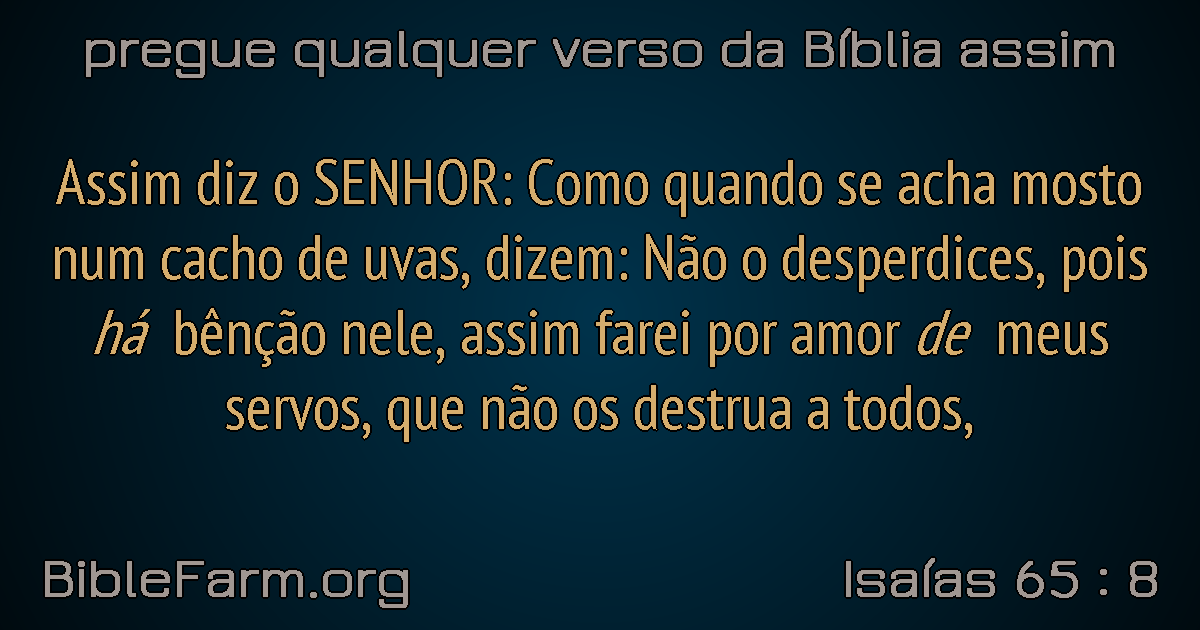 pregue qualquer verso da Bíblia assim
Assim diz o SENHOR: Como quando se acha mosto
num cacho de uvas, dizem: Não o desperdices, pois
há bênção nele, assim farei por amor de meus
servos, que não os destrua a todos,
BibleFarm.org
Isaías 65 : 8